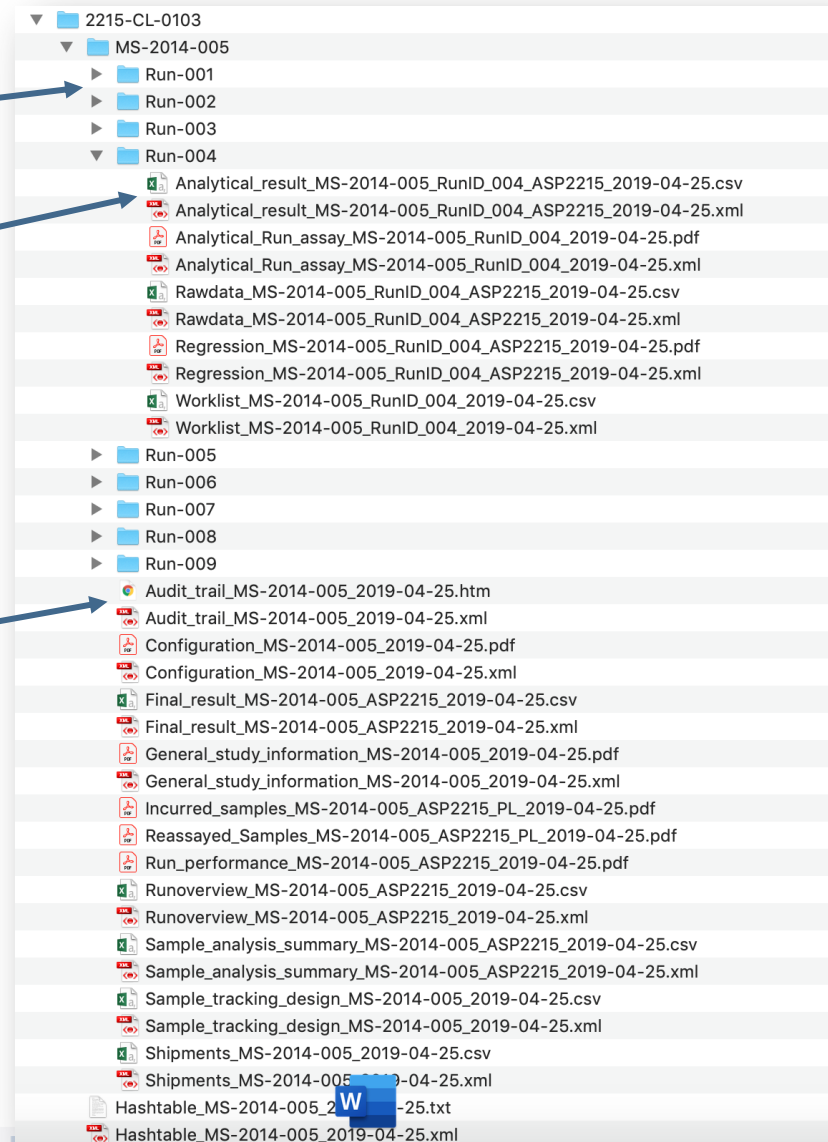 2215-CL-0103
MS-2014-005
Run-001
Run-002
Run-003
Run-004
Analytical_result_MS-2014-005_RunID_004_ASP2215_2019-04-25.csv
Analytical_result_MS-2014-005_RunID_004_ASP2215_2019-04-25.xml
Analytical_Run_assay_MS-2014-005_RunID_004_2019-04-25.pdf
Analytical_Run_assay_MS-2014-005_RunID_004_2019-04-25.xml
Rawdata_MS-2014-005_RunID_004_ASP2215_2019-04-25.csv
Rawdata_MS-2014-005_RunID_004_ASP2215_2019-04-25.xml
Regression_MS-2014-005_RunID_004_ASP2215_2019-04-25.pdf
Regression_MS-2014-005_RunID_004_ASP2215_2019-04-25.xml
Worklist_MS-2014-005_RunID_004_2019-04-25.csv
Worklist_MS-2014-005_RunID_004_2019-04-25.xml
Run-005
Run-006
Run-007
Run-008
Run-009
Audit_trail_MS-2014-005_2019-04-25.htm
Audit_trail_MS-2014-005_2019-04-25.xml
Configuration_MS-2014-005_2019-04-25.pdf
Configuration_MS-2014-005_2019-04-25.xml
Final_result_MS-2014-005_ASP2215_2019-04-25.csv
Final_result_MS-2014-005_ASP2215_2019-04-25.xml
General_study_information_MS-2014-005_2019-04-25.pdf
General_study_information_MS-2014-005_2019-04-25.xml
Incurred_samples_MS-2014-005_ASP2215_PL_2019-04-25.pdf
Reassayed_Samples_MS-2014-005_ASP2215_PL_2019-04-25.pdf
Run_performance_MS-2014-005_ASP2215_2019-04-25.pdf
Runoverview_MS-2014-005_ASP2215_2019-04-25.csv
Runoverview_MS-2014-005_ASP2215_2019-04-25.xml
Sample_analysis_summary_MS-2014-005_ASP2215_2019-04-25.csv
Sample_analysis_summary_MS-2014-005_ASP2215_2019-04-25.xml
Sample_tracking_design_MS-2014-005_2019-04-25.csv
Sample_tracking_design_MS-2014-005_2019-04-25.xml
Shipments_MS-2014-005_2019-04-25.csv
Shipments_MS-2014-005 9-04-25.xml
W
Hashtable_MS-2014-005_2 -25.txt
Hashtable_MS-2014-005_2019-04-25.xml